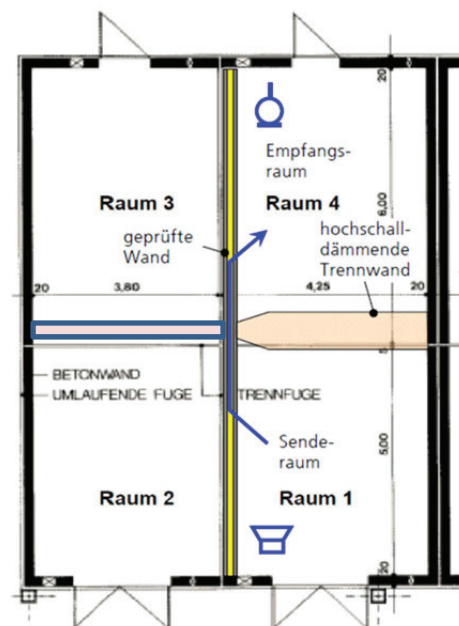 20
Empfangs-
raum
Raum 3
Raum 4
6,00
geprüfte
Wand
hochschall-
dämmende
Trennwand
20
3,80
4,25
20
BETONWAND
UMLAUFENDE FUGE
TRENNFUGE
Sende-
raum
5,00
Raum 2
Raum 1
20